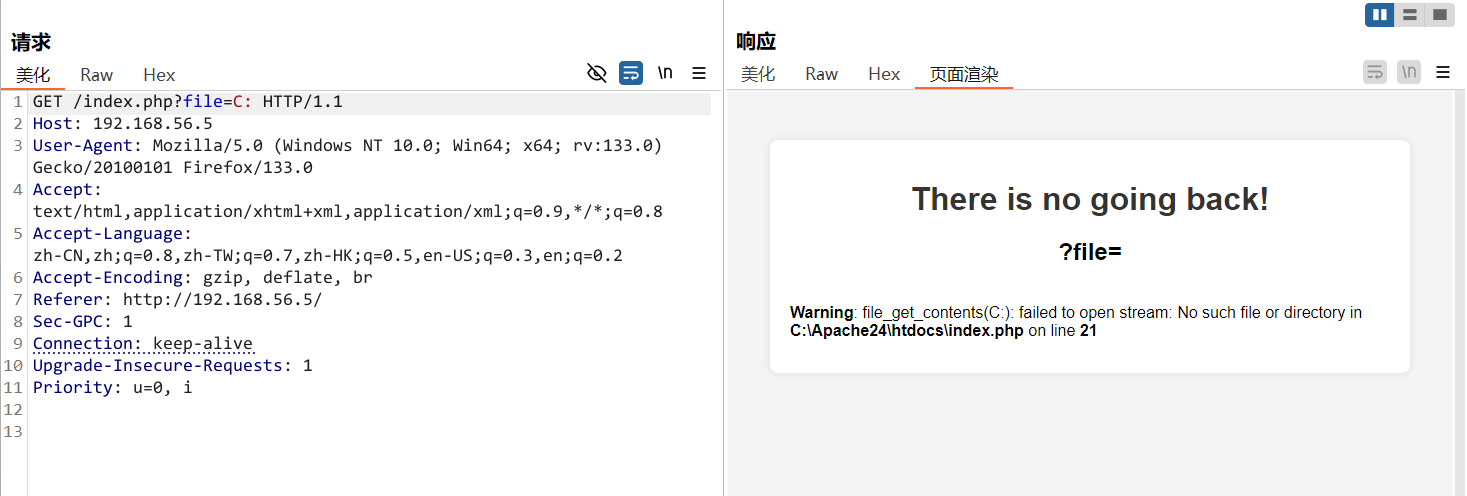 请求
美化 Raw Hex \n
1 GET /index.php?file=C: HTTP/1.1
2 Host: 192.168.56.5
3 User-Agent: Mozilla/5.0 (Windows NT 10.0; Win64; x64; rv:133.0)
Gecko/20100101 Firefox/133.0
4 Accept:
text/html,application/xhtml+xml,application/xml;q=0.9,*/*;q=0.8
5 Accept-Language:
zh-CN,zh;q=0.8,zh-TW;q=0.7,zh-HK;q=0.5,en-US;q=0.3,en;q=0.2
6 Accept-Encoding: gzip, deflate, br
7 Referer: http://192.168.56.5/
8 Sec-GPC: 1
9 Connection: keep-alive
10 Upgrade-Insecure-Requests: 1
11 Priority: u=0, i
12
13
响应
美化 Raw Hex 页面渲染 \n
There is no going back!
?file=
Warning: file_get_contents(C:): failed to open stream: No such file or directory in
C:\Apache24\htdocs\index.php on line 21